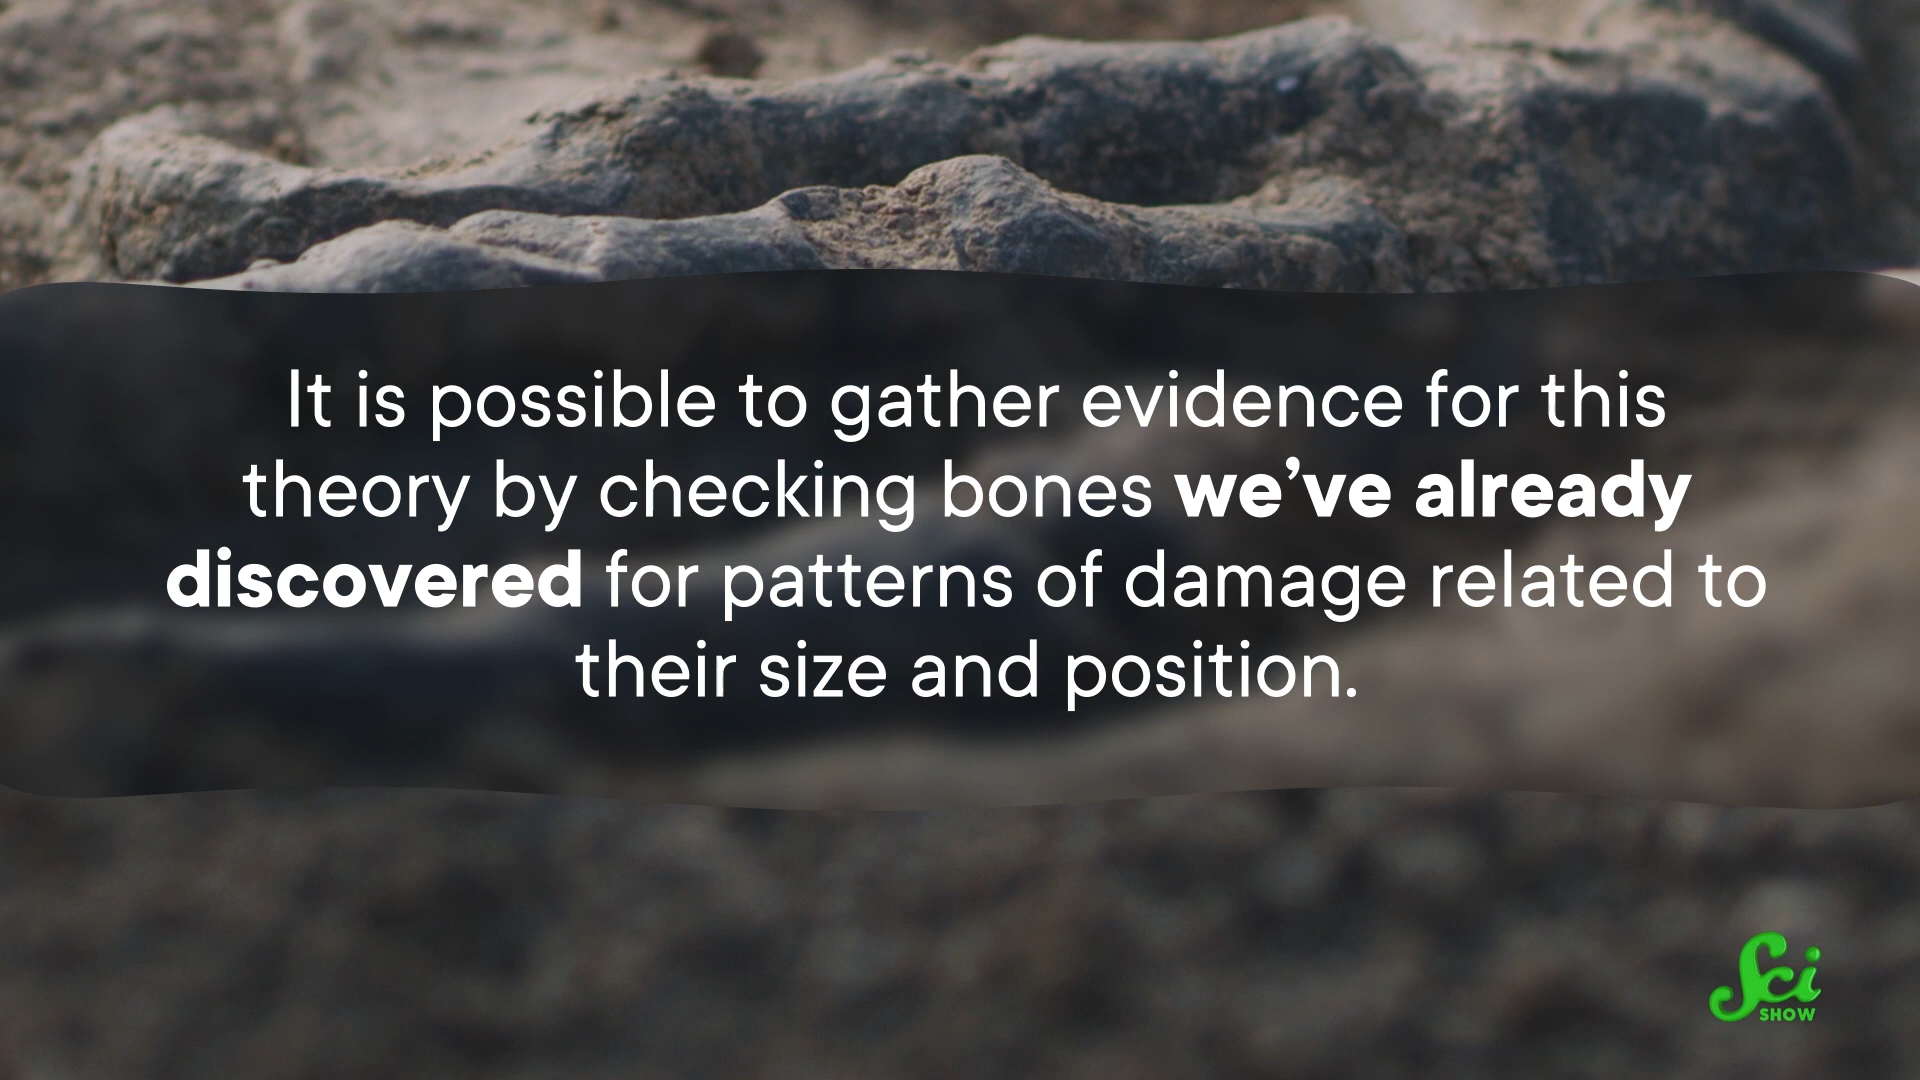 It is possible to gather evidence for this
theory by checking bones we've already
discovered for patterns of damage related to
their size and position.
Sci
SHOW